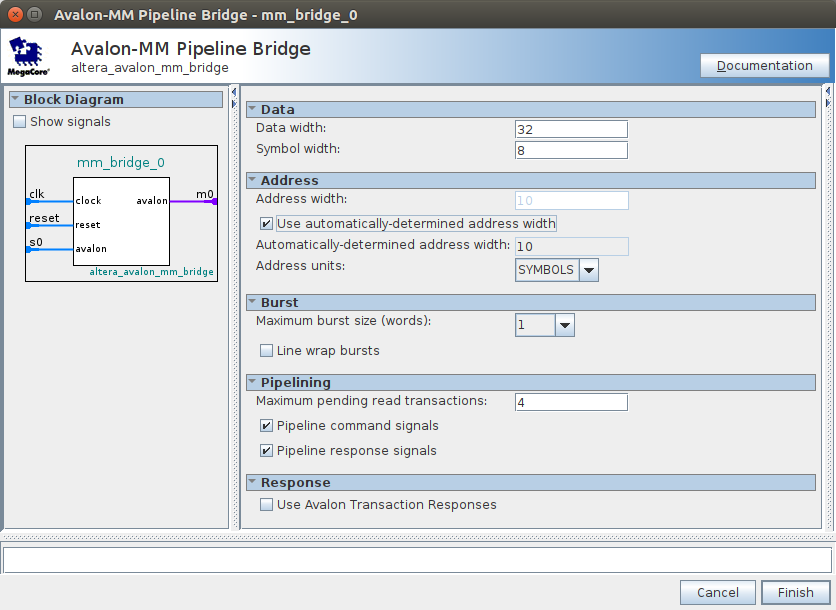 Avalon-MM Pipeline Bridge - mm_bridge_0
MegaCore®
Avalon-MM Pipeline Bridge
altera_avalon_mm_bridge
Documentation
Block Diagram
Show signals
mm_bridge_0
clk
clock
avalon
m0
reset
reset
s0
avalon
altera_avalon_mm_bridge
Data
Data width:
32
Symbol width:
8
Address
Address width:
10
Use automatically-determined address width
Automatically-determined address width:
10
Address units:
SYMBOLS
Burst
Maximum burst size (words):
1
Line wrap bursts
Pipelining
Maximum pending read transactions:
4
Pipeline command signals
Pipeline response signals
Response
Use Avalon Transaction Responses
Cancel
Finish